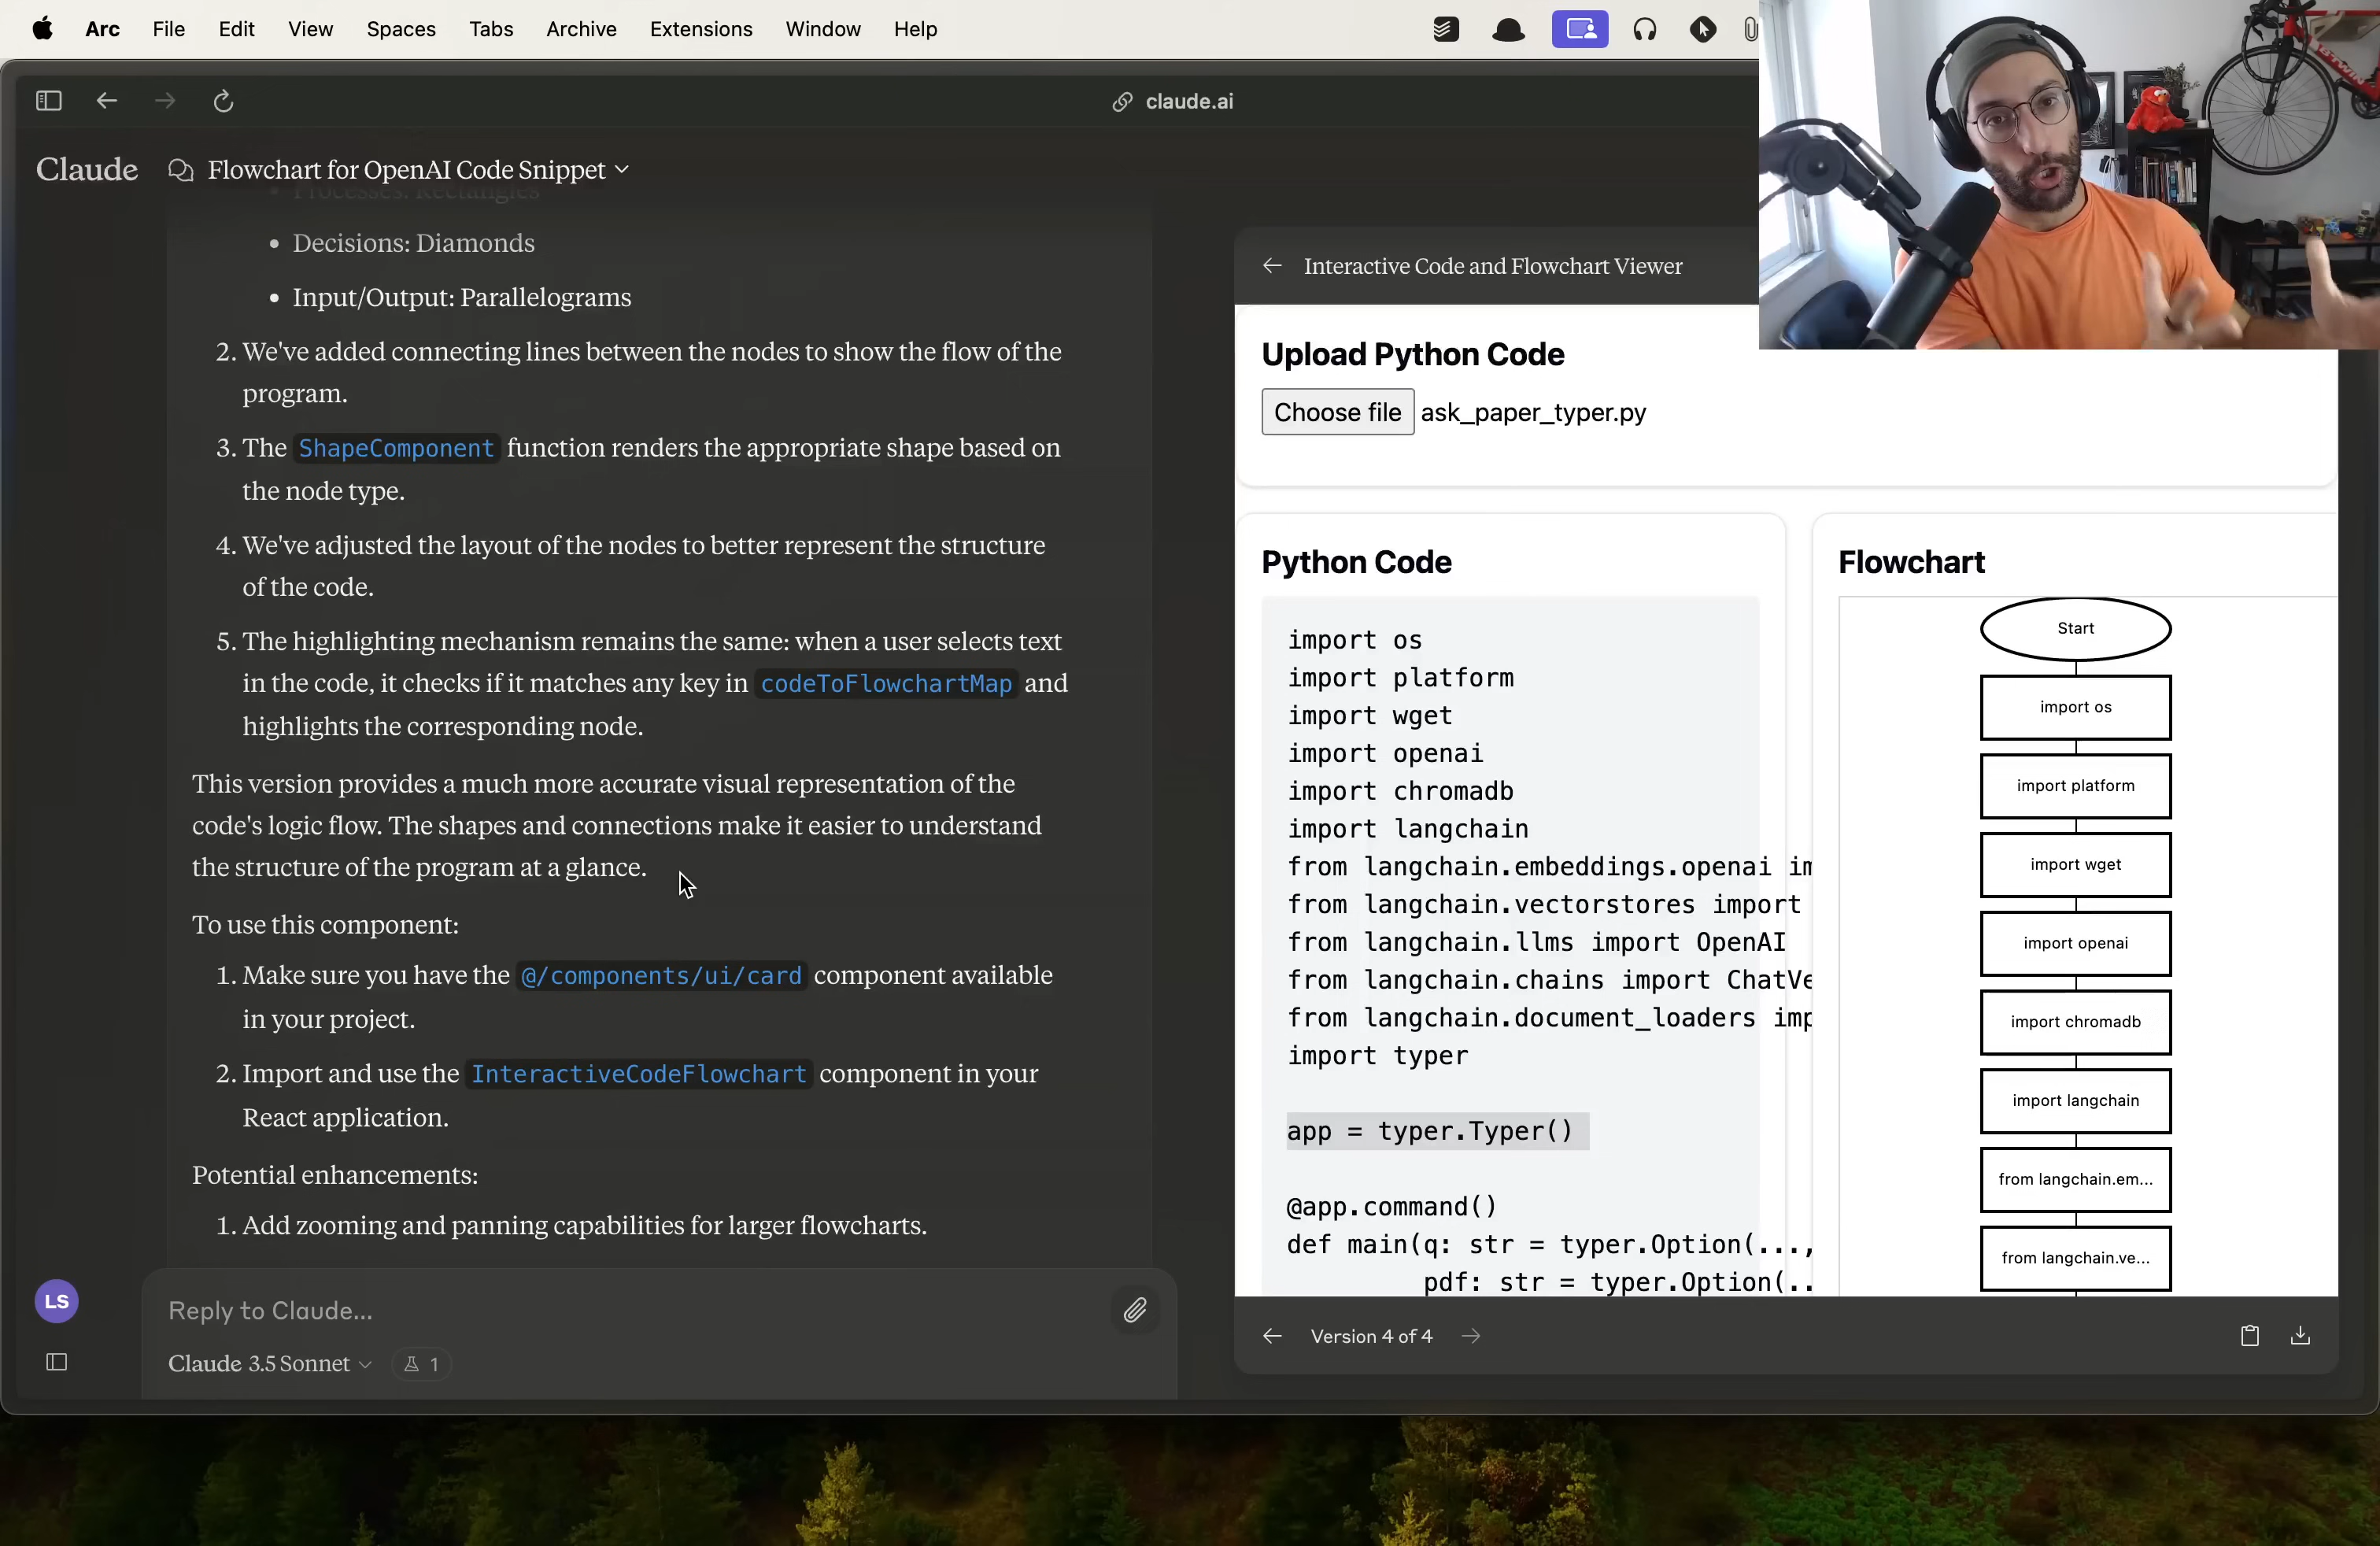 Arc File Edit View Spaces Tabs Archive Extensions Window Help
claude.ai
Claude
Flowchart for OpenAI Code Snippet
Processes: Rectangles
• Decisions: Diamonds
• Input/Output: Parallelograms
2. We've added connecting lines between the nodes to show the flow of the
program.
3. The ShapeComponent function renders the appropriate shape based on
the node type.
4. We've adjusted the layout of the nodes to better represent the structure
of the code.
5. The highlighting mechanism remains the same: when a user selects text
in the code, it checks if it matches any key in codeToFlowchartMap and
highlights the corresponding node.
This version provides a much more accurate visual representation of the
code's logic flow. The shapes and connections make it easier to understand
the structure of the program at a glance.
To use this component:
1. Make sure you have the @/components/ui/card component available
in your project.
2. Import and use the InteractiveCodeFlowchart component in your
React application.
Potential enhancements:
1. Add zooming and panning capabilities for larger flowcharts.
LS
Reply to Claude...
Claude 3.5 Sonnet
1
Interactive Code and Flowchart Viewer
Upload Python Code
Choose file ask_paper_typer.py
Python Code
import os
import platform
import wget
import openai
import chromadb
import langchain
from langchain.embeddings.openai im
from langchain.vectorstores import
from langchain.llms import OpenAI
from langchain.chains import ChatVe
from langchain.document_loaders imp
import typer
app = typer.Typer()
@app.command()
def main(q: str = typer.Option(...,
pdf: str = typer.Option(..
Flowchart
Start
import os
import platform
import wget
import openai
import chromadb
import langchain
from langchain.em...
from langchain.ve...
Version 4 of 4